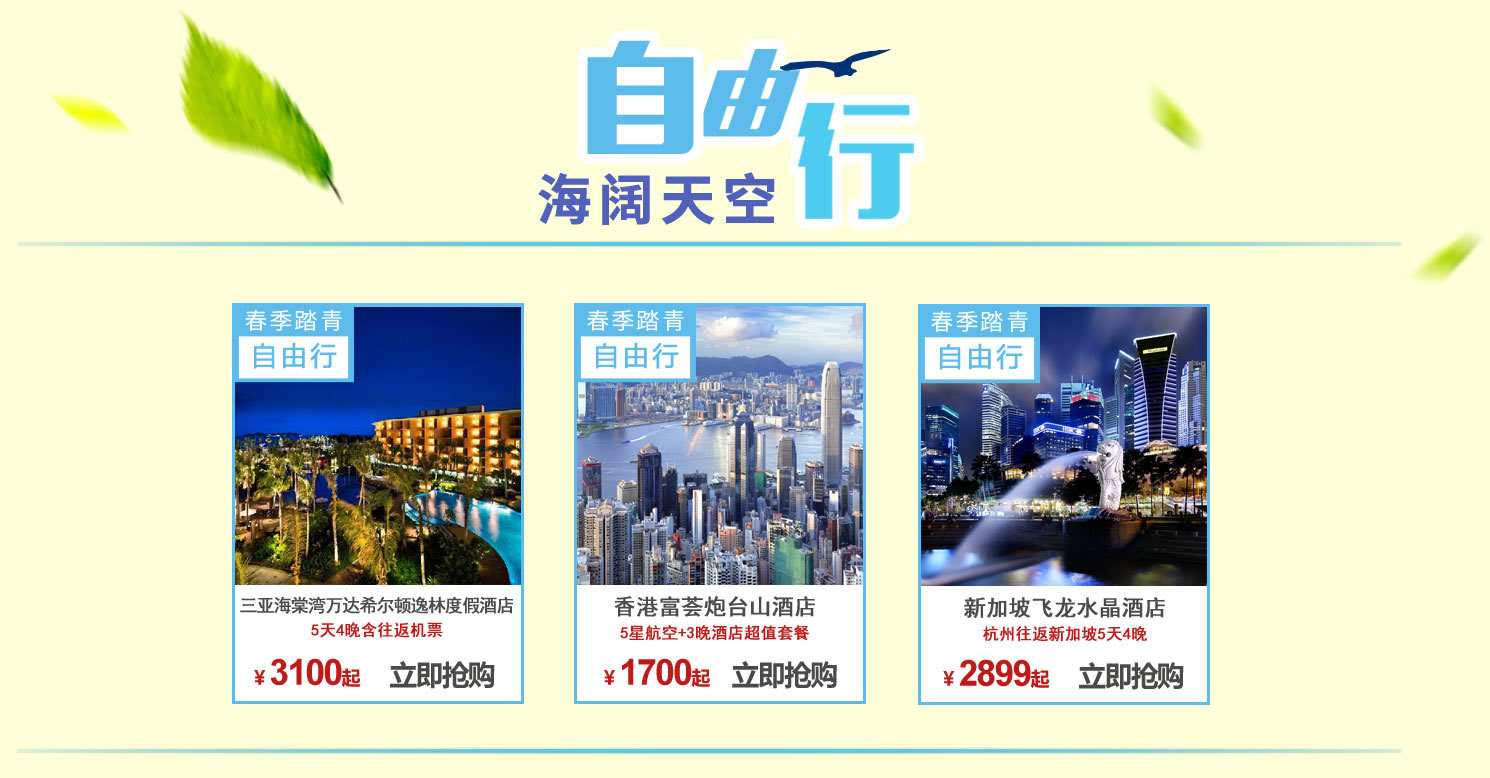 自由行
海阔天空
春季踏青
自由行
三亚海棠湾万达希尔顿逸林度假酒店
5天4晚含往返机票
¥3100起 立即抢购
春季踏青
自由行
香港富荟炮台山酒店
5星航空+3晚酒店超值套餐
¥1700起 立即抢购
春季踏青
自由行
新加坡飞龙水晶酒店
杭州往返新加坡5天4晚
¥2899起 立即抢购